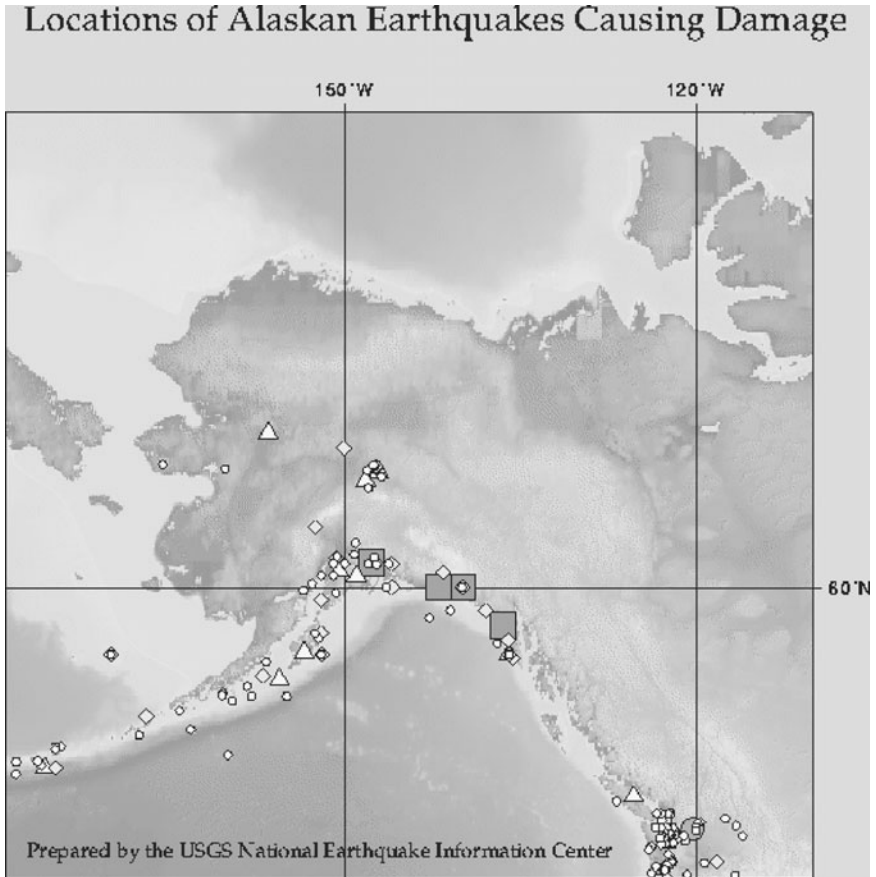 Locations of Alaskan Earthquakes Causing Damage
150°W 120°W
60°N
Prepared by the USGS National Earthquake Information Center